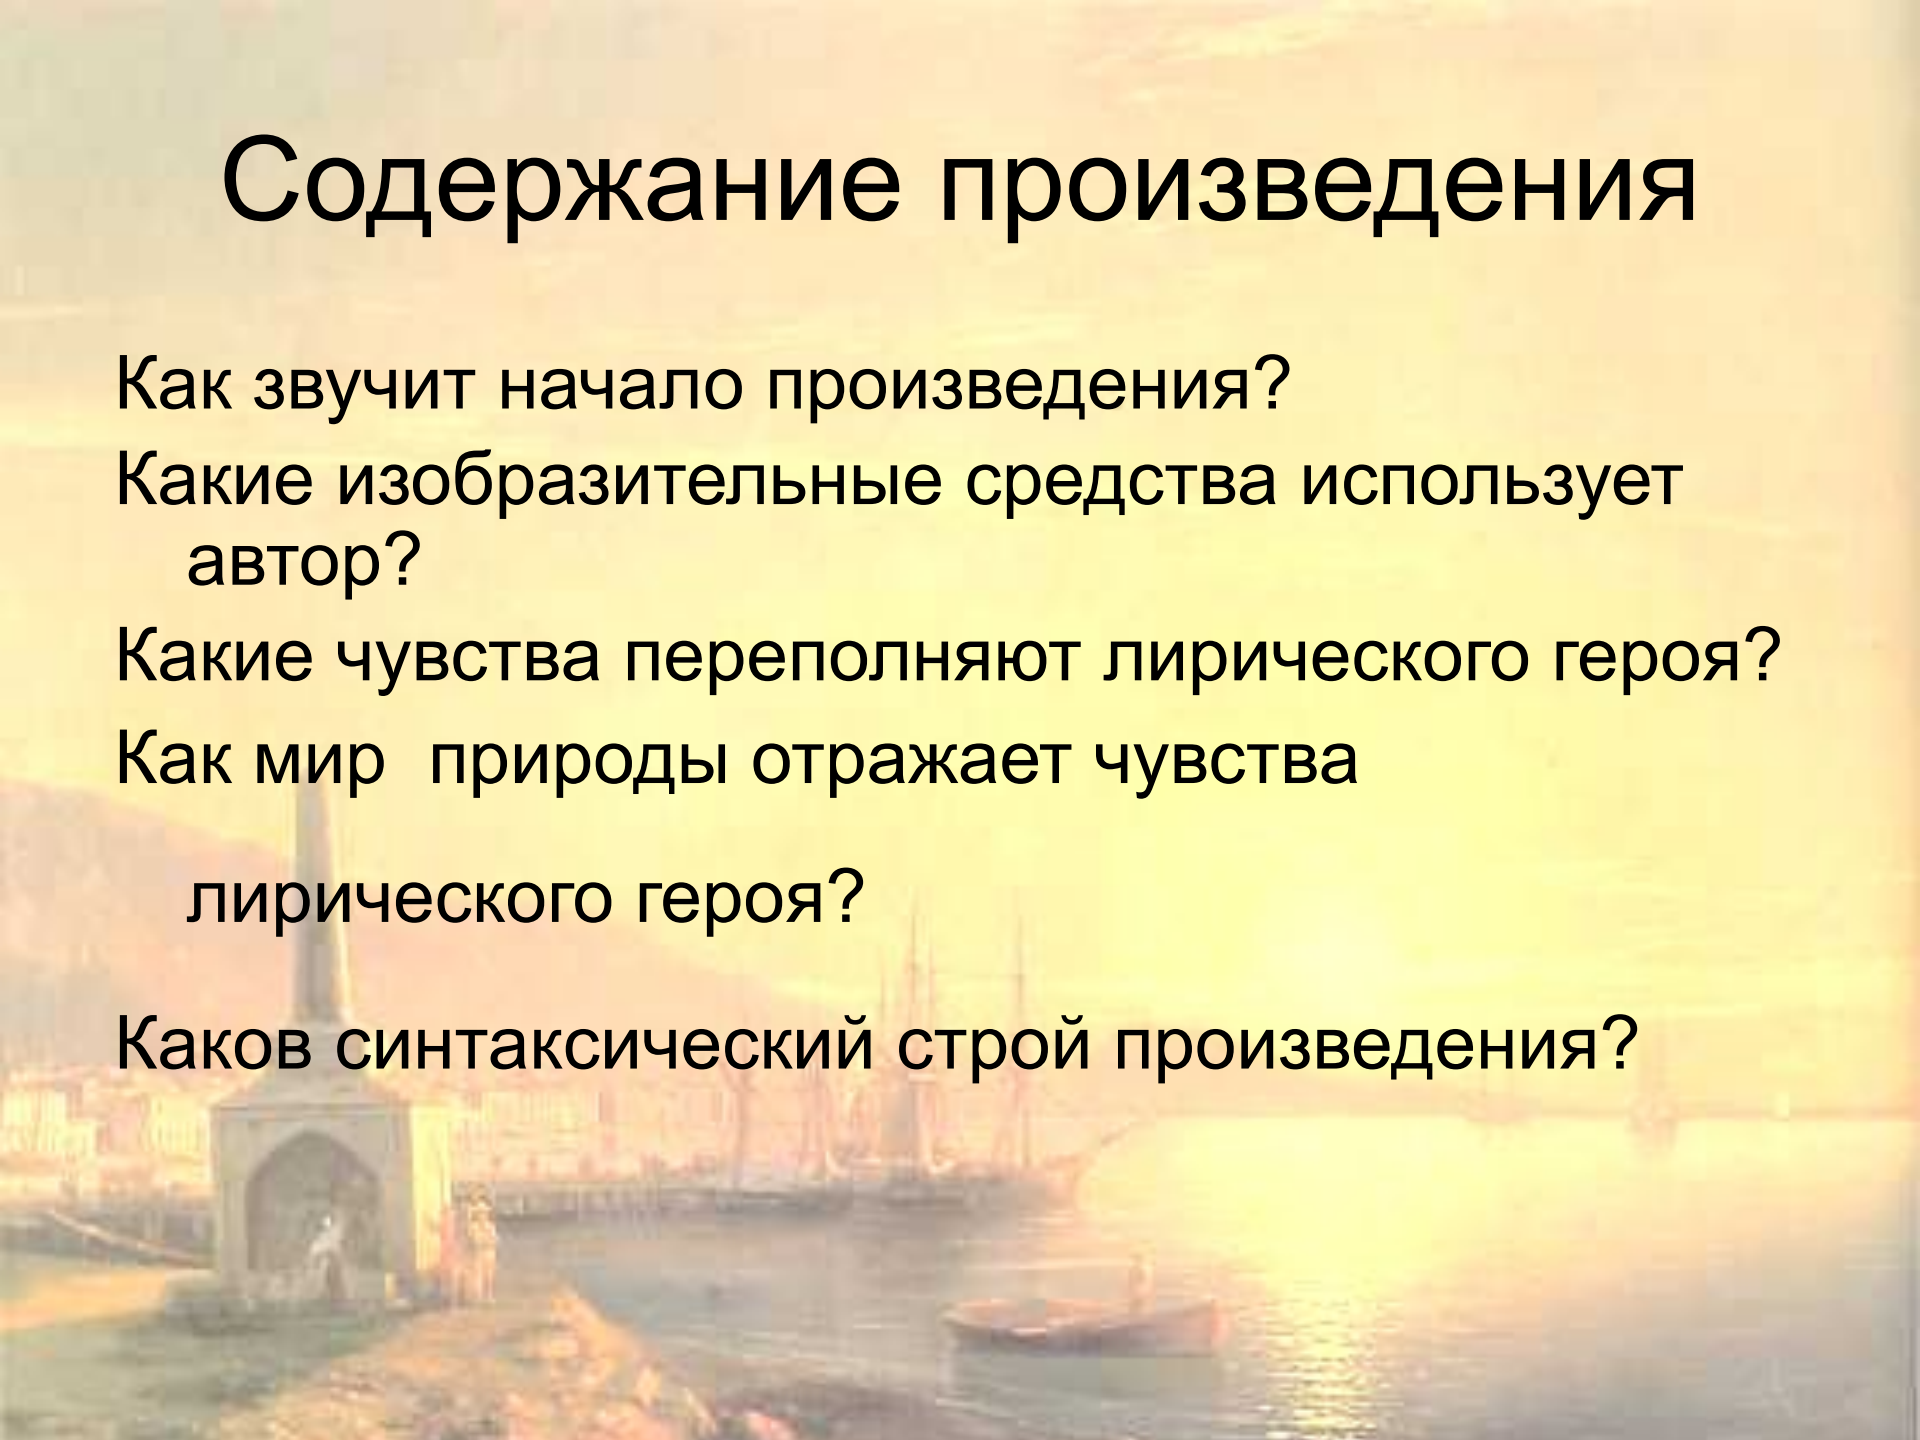 Содержание произведения
Как звучит начало произведения?
Какие изобразительные средства использует
автор?
Какие чувства переполняют лирического героя?
Как мир  природы отражает чувства
лирического героя?
Каков синтаксический строй произведения?